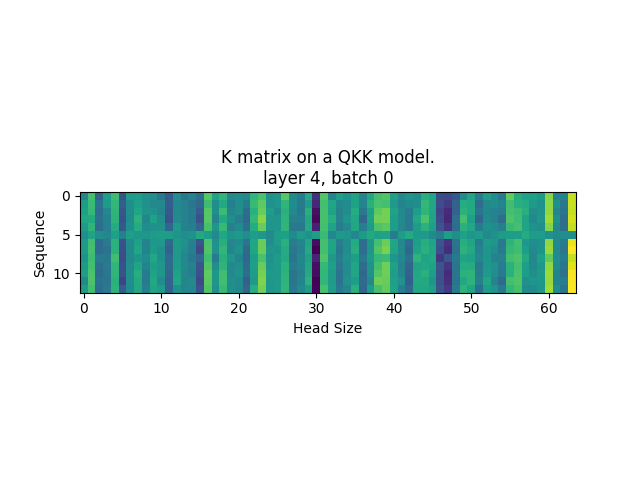 K matrix on a QKK model.
layer 4, batch 0
0
5
10
Sequence
0 10 20 30 40 50 60
Head Size